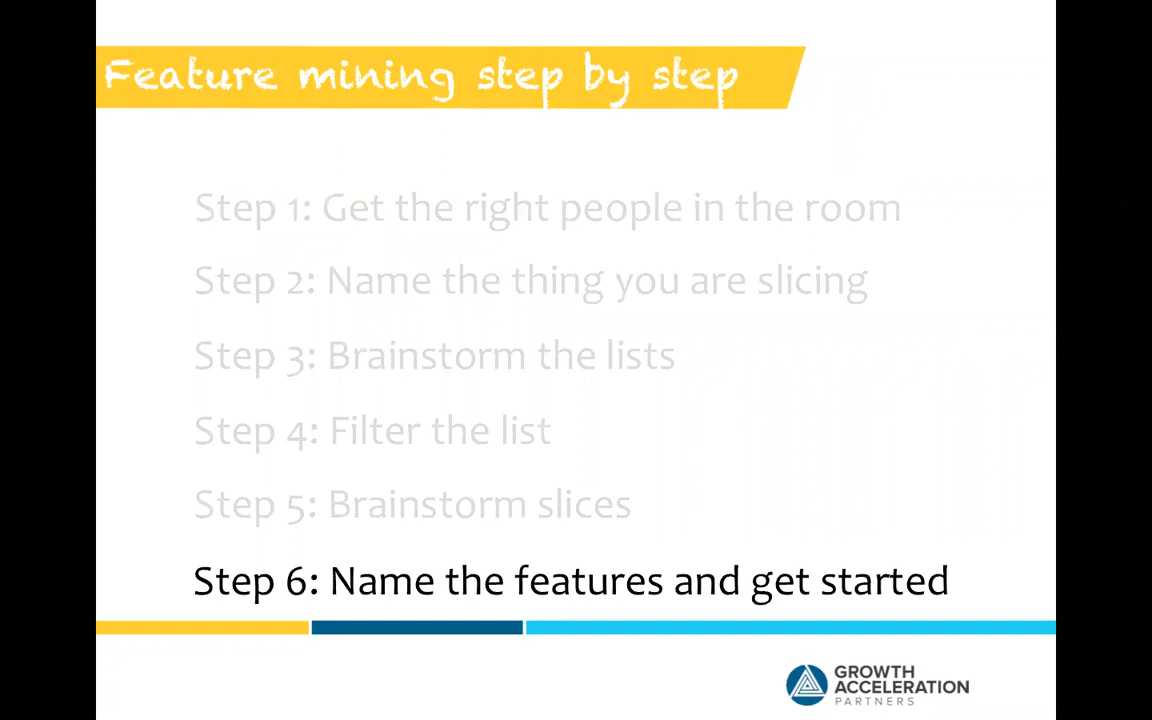 Feature mining step by step
Step 1: Get the right people in the room
Step 2: Name the thing you are slicing
Step 3: Brainstorm the lists
Step 4: Filter the list
Step 5: Brainstorm slices
Step 6: Name the features and get started
GROWTH
ACCELERATION
PARTNERS